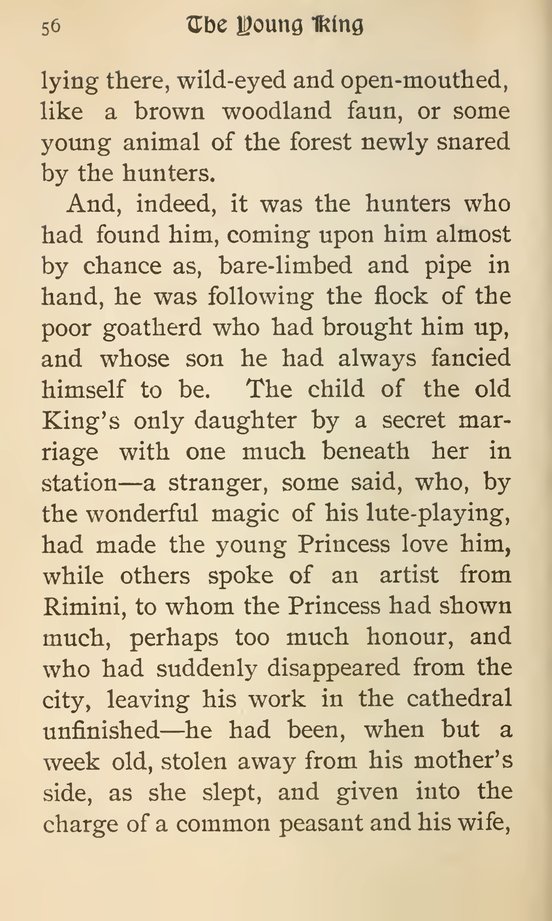 56 The Young King
lying there, wild-eyed and open-mouthed,
like a brown woodland faun, or some
young animal of the forest newly snared
by the hunters.
And, indeed, it was the hunters who
had found him, coming upon him almost
by chance as, bare-limbed and pipe in
hand, he was following the flock of the
poor goatherd who had brought him up,
and whose son he had always fancied
himself to be. The child of the old
King's only daughter by a secret mar-
riage with one much beneath her in
station—a stranger, some said, who, by
the wonderful magic of his lute-playing,
had made the young Princess love him,
while others spoke of an artist from
Rimini, to whom the Princess had shown
much, perhaps too much honour, and
who had suddenly disappeared from the
city, leaving his work in the cathedral
unfinished—he had been, when but a
week old, stolen away from his mother's
side, as she slept, and given into the
charge of a common peasant and his wife,